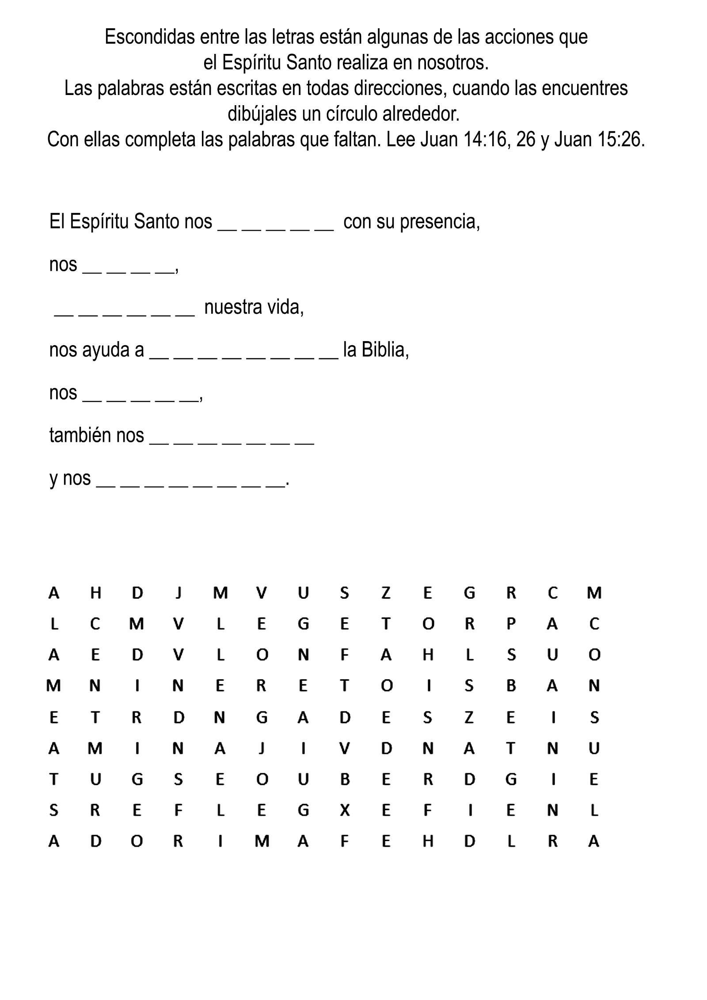 Escondidas entre las letras están algunas de las acciones que
el Espíritu Santo realiza en nosotros.
Las palabras están escritas en todas direcciones, cuando las encuentres
dibújales un círculo alrededor.
Con ellas completa las palabras que faltan. Lee Juan 14:16, 26 y Juan 15:26.
El Espíritu Santo nos __ __ __ __ __ con su presencia,
nos __ __ __ __,
__ __ __ __ __ __ nuestra vida,
nos ayuda a __ __ __ __ __ __ __ __ la Biblia,
nos __ __ __ __ __,
también nos __ __ __ __ __ __ __
y nos __ __ __ __ __ __ __ __.
A H D J M V U S Z E G R C M
L C M V L E G E T O R P A C
A E D V L O N F A H L S U O
M N I N E R E T O I S B A N
E T R D N G A D E S Z E I S
A M I N A J I V D N A T N U
T U G S E O U B E R D G I E
S R E F L E G X E F I E N L
A D O R I M A F E H D L R A